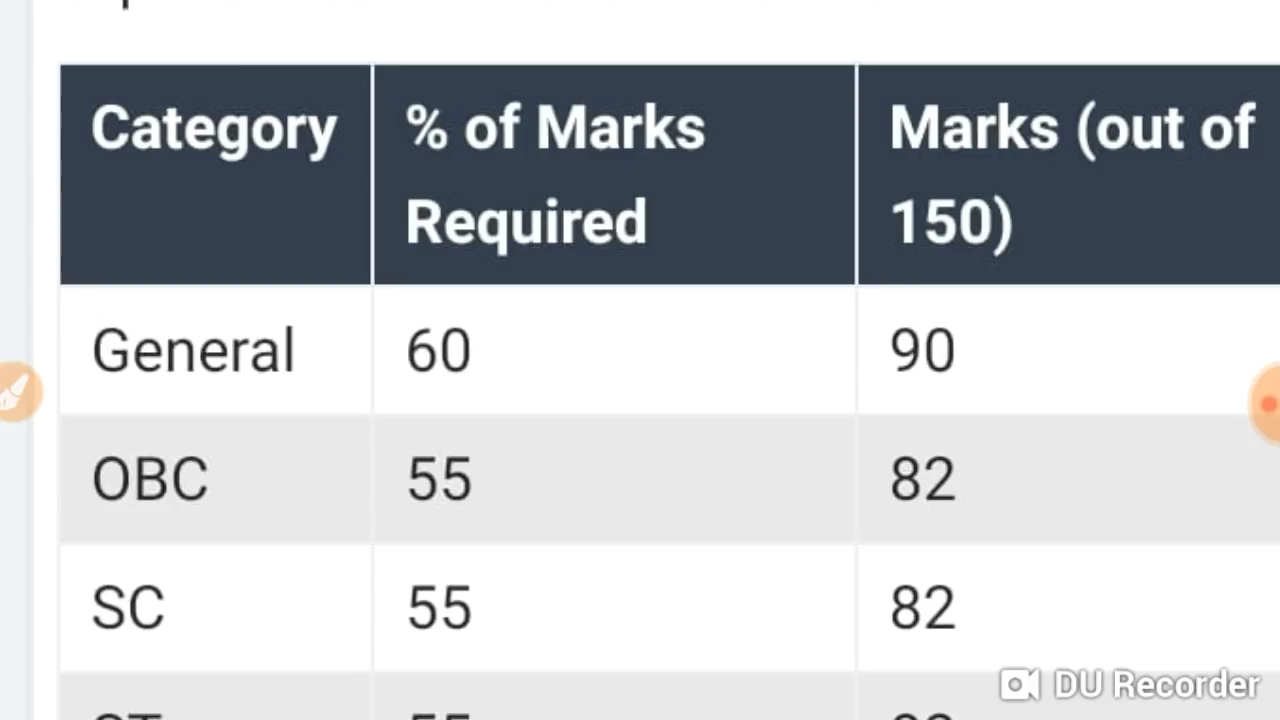 Category % of Marks Marks (out of
Required 150)
General 60 90
OBC 55 82
SC 55 82
DU Recorder